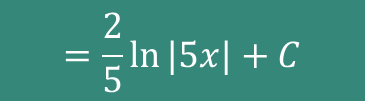 = 2/5 ln |5x| + C